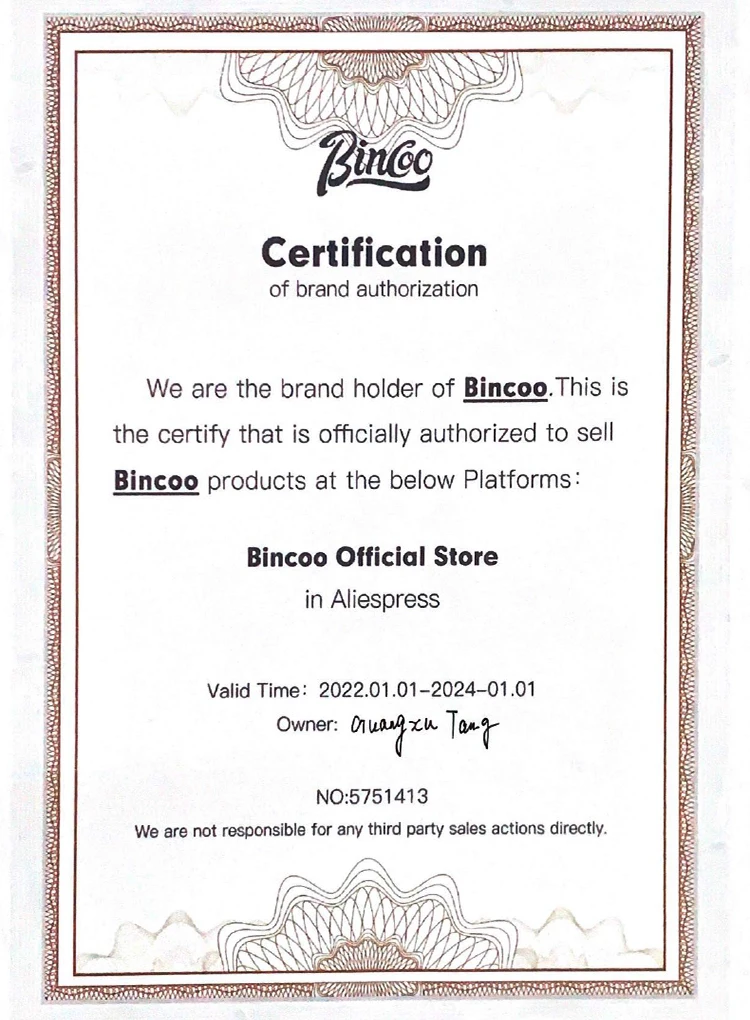 Bincoo
Certification
of brand authorization
We are the brand holder of Bincoo.This is
the certify that is officially authorized to sell
Bincoo products at the below Platforms:
Bincoo Official Store
in Aliespress
Valid Time: 2022.01.01-2024-01.01
Owner: Guangxu Tang
NO:5751413
We are not responsible for any third party sales actions directly.